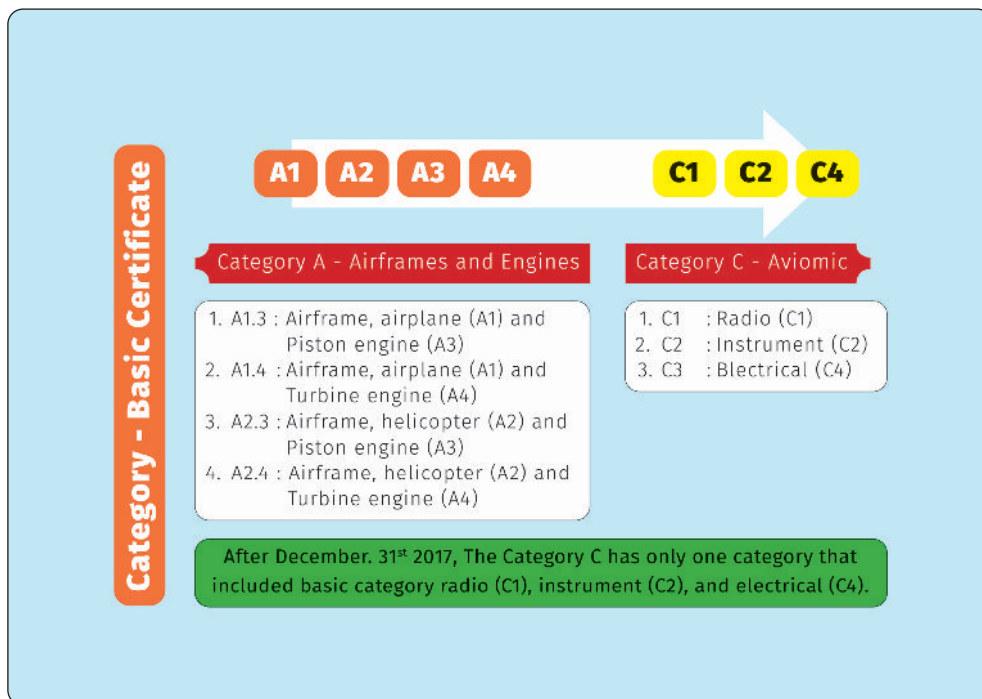 Category - Basic Certificate
A1 A2 A3 A4 C1 C2 C4
Category A - Airframes and Engines
1. A1.3 : Airframe, airplane (A1) and
Piston engine (A3)
2. A1.4 : Airframe, airplane (A1) and
Turbine engine (A4)
3. A2.3 : Airframe, helicopter (A2) and
Piston engine (A3)
4. A2.4 : Airframe, helicopter (A2) and
Turbine engine (A4)
Category C - Aviomic
1. C1 : Radio (C1)
2. C2 : Instrument (C2)
3. C3 : Blectrical (C4)
After December. 31st 2017, The Category C has only one category that
included basic category radio (C1), instrument (C2), and electrical (C4).